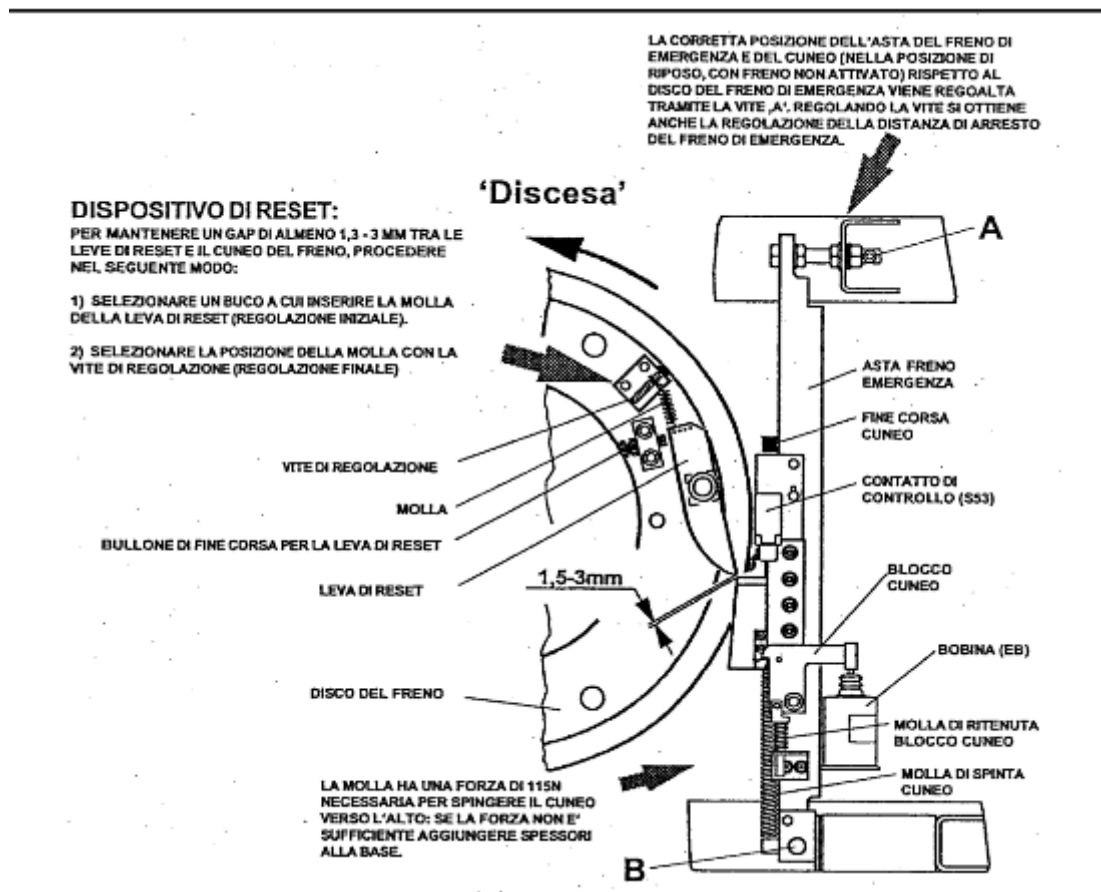 LA CORRETTA POSIZIONE DELL'ASTA DEL FRENO DI
EMERGENZA E DEL CUNEO (NELLA POSIZIONE DI
RIPOSO, CON FRENO NON ATTIVATO) RISPETTO AL
DISCO DEL FRENO DI EMERGENZA VIENE REGOALTA
TRAMITE LA VITE ,A'. REGOLANDO LA VITE SI OTTIENE
ANCHE LA REGOLAZIONE DELLA DISTANZA DI ARRESTO
DEL FRENO DI EMERGENZA.
'Discesa'
DISPOSITIVO DI RESET:
PER MANTENERE UN GAP DI ALMENO 1,3 - 3 MM TRA LE
LEVE DI RESET E IL CUNEO DEL FRENO, PROCEDERE
NEL SEGUENTE MODO:
1) SELEZIONARE UN BUCO A CUI INSERIRE LA MOLLA
DELLA LEVA DI RESET (REGOLAZIONE INIZIALE).
2) SELEZIONARE LA POSIZIONE DELLA MOLLA CON LA
VITE DI REGOLAZIONE (REGOLAZIONE FINALE)
A
ASTA FRENO
EMERGENZA
FINE CORSA
CUNEO
VITE DI REGOLAZIONE
CONTATTO DI
CONTROLLO (S53)
MOLLA
BULLONE DI FINE CORSA PER LA LEVA DI RESET
LEVA DI RESET
1,5-3mm
BLOCCO
CUNEO
BOBINA (EB)
DISCO DEL FRENO
MOLLA DI RITENUTA
BLOCCO CUNEO
MOLLA DI SPINTA
CUNEO
LA MOLLA HA UNA FORZA DI 115N
NECESSARIA PER SPINGERE IL CUNEO
VERSO L'ALTO: SE LA FORZA NON E'
SUFFICIENTE AGGIUNGERE SPESSORI
ALLA BASE.
B